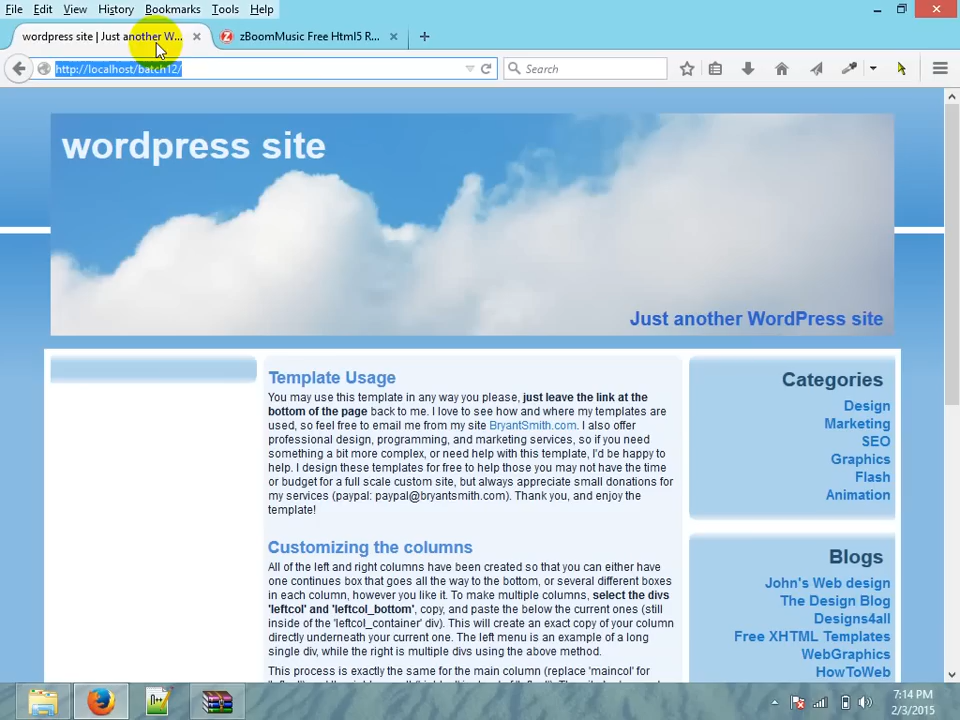 File Edit View History Bookmarks Tools Help
wordpress site | Just another W...
zBoomMusic Free Html5 R...
http://localhost/batch12/
Search
wordpress site
Just another WordPress site
Template Usage
You may use this template in any way you please, just leave the link at the
bottom of the page back to me. I love to see how and where my templates are
used, so feel free to email me from my site BryantSmith.com. I also offer
professional design, programming, and marketing services, so if you need
something a bit more complex, or need help with this template, I'd be happy to
help. I design these templates for free to help those you may not have the time
or budget for a full scale custom site, but always appreciate small donations for
my services (paypal: paypal@bryantsmith.com). Thank you, and enjoy the
template!
Customizing the columns
All of the left and right columns have been created so that you can either have
one continues box that goes all the way to the bottom, or several different boxes
in each column, however you like it. To make multiple columns, select the divs
'leftcol' and 'leftcol_bottom', copy, and paste the below the current ones (still
inside of the 'leftcol_container' div). This will create an exact copy of your column
directly underneath your current one. The left menu is an example of a long
single div, while the right is multiple divs using the above method.
This process is exactly the same for the main column (replace 'maincol' for
Categories
Design
Marketing
SEO
Graphics
Flash
Animation
Blogs
John's Web design
The Design Blog
Designs4all
Free XHTML Templates
WebGraphics
HowToWeb
7:14 PM
2/3/2015